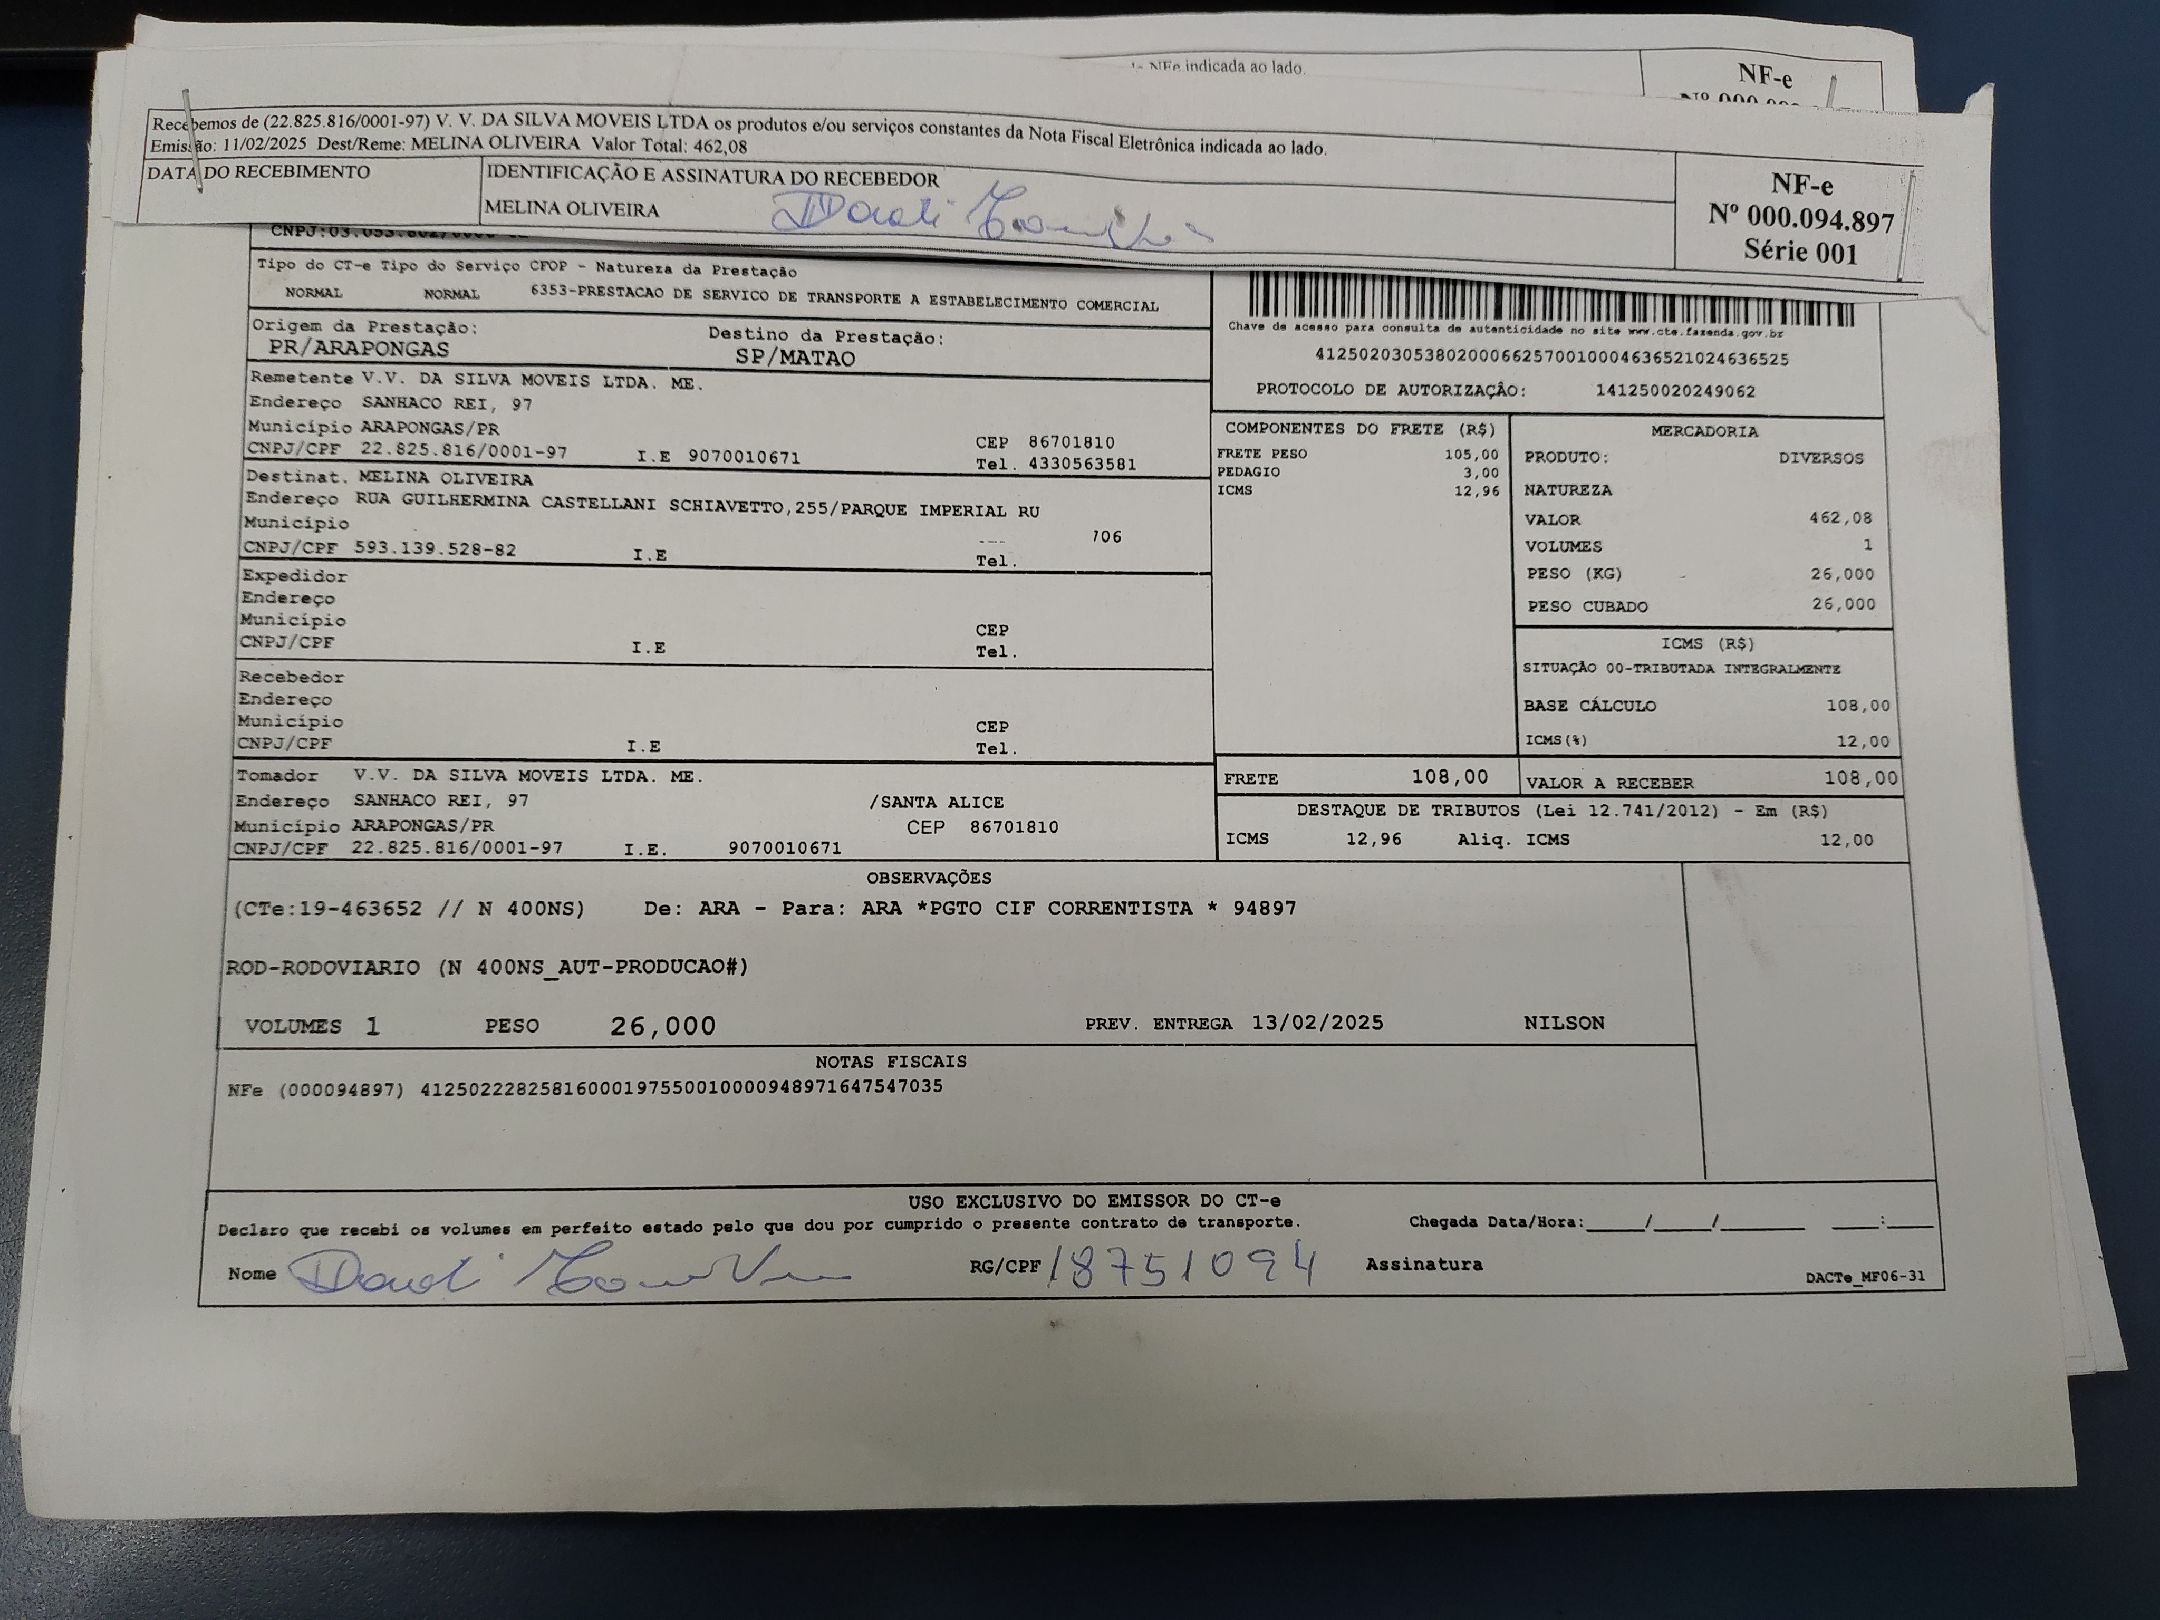 NFe indicada ao lado.
NF-e
Recebemos de (22.825.816/0001-97) V. V. DA SILVA MOVEIS LTDA os produtos e/ou serviços constantes da Nota Fiscal Eletrônica indicada ao lado.
Emissão: 11/02/2025 Dest/Reme: MELINA OLIVEIRA Valor Total: 462,08
DATA DO RECEBIMENTO
IDENTIFICAÇÃO E ASSINATURA DO RECEBEDOR
MELINA OLIVEIRA
NF-e
Nº 000.094.897
Série 001
Tipo do CT-e Tipo do Serviço CFOP - Natureza da Prestação
NORMAL NORMAL 6353-PRESTACAO DE SERVICO DE TRANSPORTE A ESTABELECIMENTO COMERCIAL
Origem da Prestação: Destino da Prestação:
PR/ARAPONGAS SP/MATAO
Chave de acesso para consulta de autenticidade no site www.cte.fazenda.gov.br
41250203053802000662570010004636521024636525
PROTOCOLO DE AUTORIZAÇÂO: 141250020249062
Remetente V.V. DA SILVA MOVEIS LTDA. ME.
Endereço SANHACO REI, 97
Município ARAPONGAS/PR CEP 86701810
CNPJ/CPF 22.825.816/0001-97 I.E 9070010671 Tel. 4330563581
Destinat. MELINA OLIVEIRA
Endereço RUA GUILHERMINA CASTELLANI SCHIAVETTO,255/PARQUE IMPERIAL RU
Município 706
CNPJ/CPF 593.139.528-82 I.E Tel.
Expedidor
Endereço
Município CEP
CNPJ/CPF I.E Tel.
Recebedor
Endereço
Município CEP
CNPJ/CPF I.E Tel.
Tomador V.V. DA SILVA MOVEIS LTDA. ME.
Endereço SANHACO REI, 97 /SANTA ALICE
Município ARAPONGAS/PR CEP 86701810
CNPJ/CPF 22.825.816/0001-97 I.E. 9070010671
COMPONENTES DO FRETE (R$)
FRETE PESO 105,00
PEDAGIO 3,00
ICMS 12,96
MERCADORIA
PRODUTO: DIVERSOS
NATUREZA
VALOR 462,08
VOLUMES 1
PESO (KG) 26,000
PESO CUBADO 26,000
ICMS (R$)
SITUAÇÃO 00-TRIBUTADA INTEGRALMENTE
BASE CÁLCULO 108,00
ICMS(%) 12,00
FRETE 108,00 VALOR A RECEBER 108,00
DESTAQUE DE TRIBUTOS (Lei 12.741/2012) - Em (R$)
ICMS 12,96 Aliq. ICMS 12,00
OBSERVAÇÕES
(CTe:19-463652 // N 400NS) De: ARA - Para: ARA *PGTO CIF CORRENTISTA * 94897
ROD-RODOVIARIO (N 400NS_AUT-PRODUCAO#)
VOLUMES 1 PESO 26,000 PREV. ENTREGA 13/02/2025 NILSON
NOTAS FISCAIS
NFe (000094897) 41250222825816000197550010000948971647547035
USO EXCLUSIVO DO EMISSOR DO CT-e
Declaro que recebi os volumes em perfeito estado pelo que dou por cumprido o presente contrato de transporte. Chegada Data/Hora:____/____/______ ___:___
Nome RG/CPF 18751094 Assinatura
DACTe_MF06-31